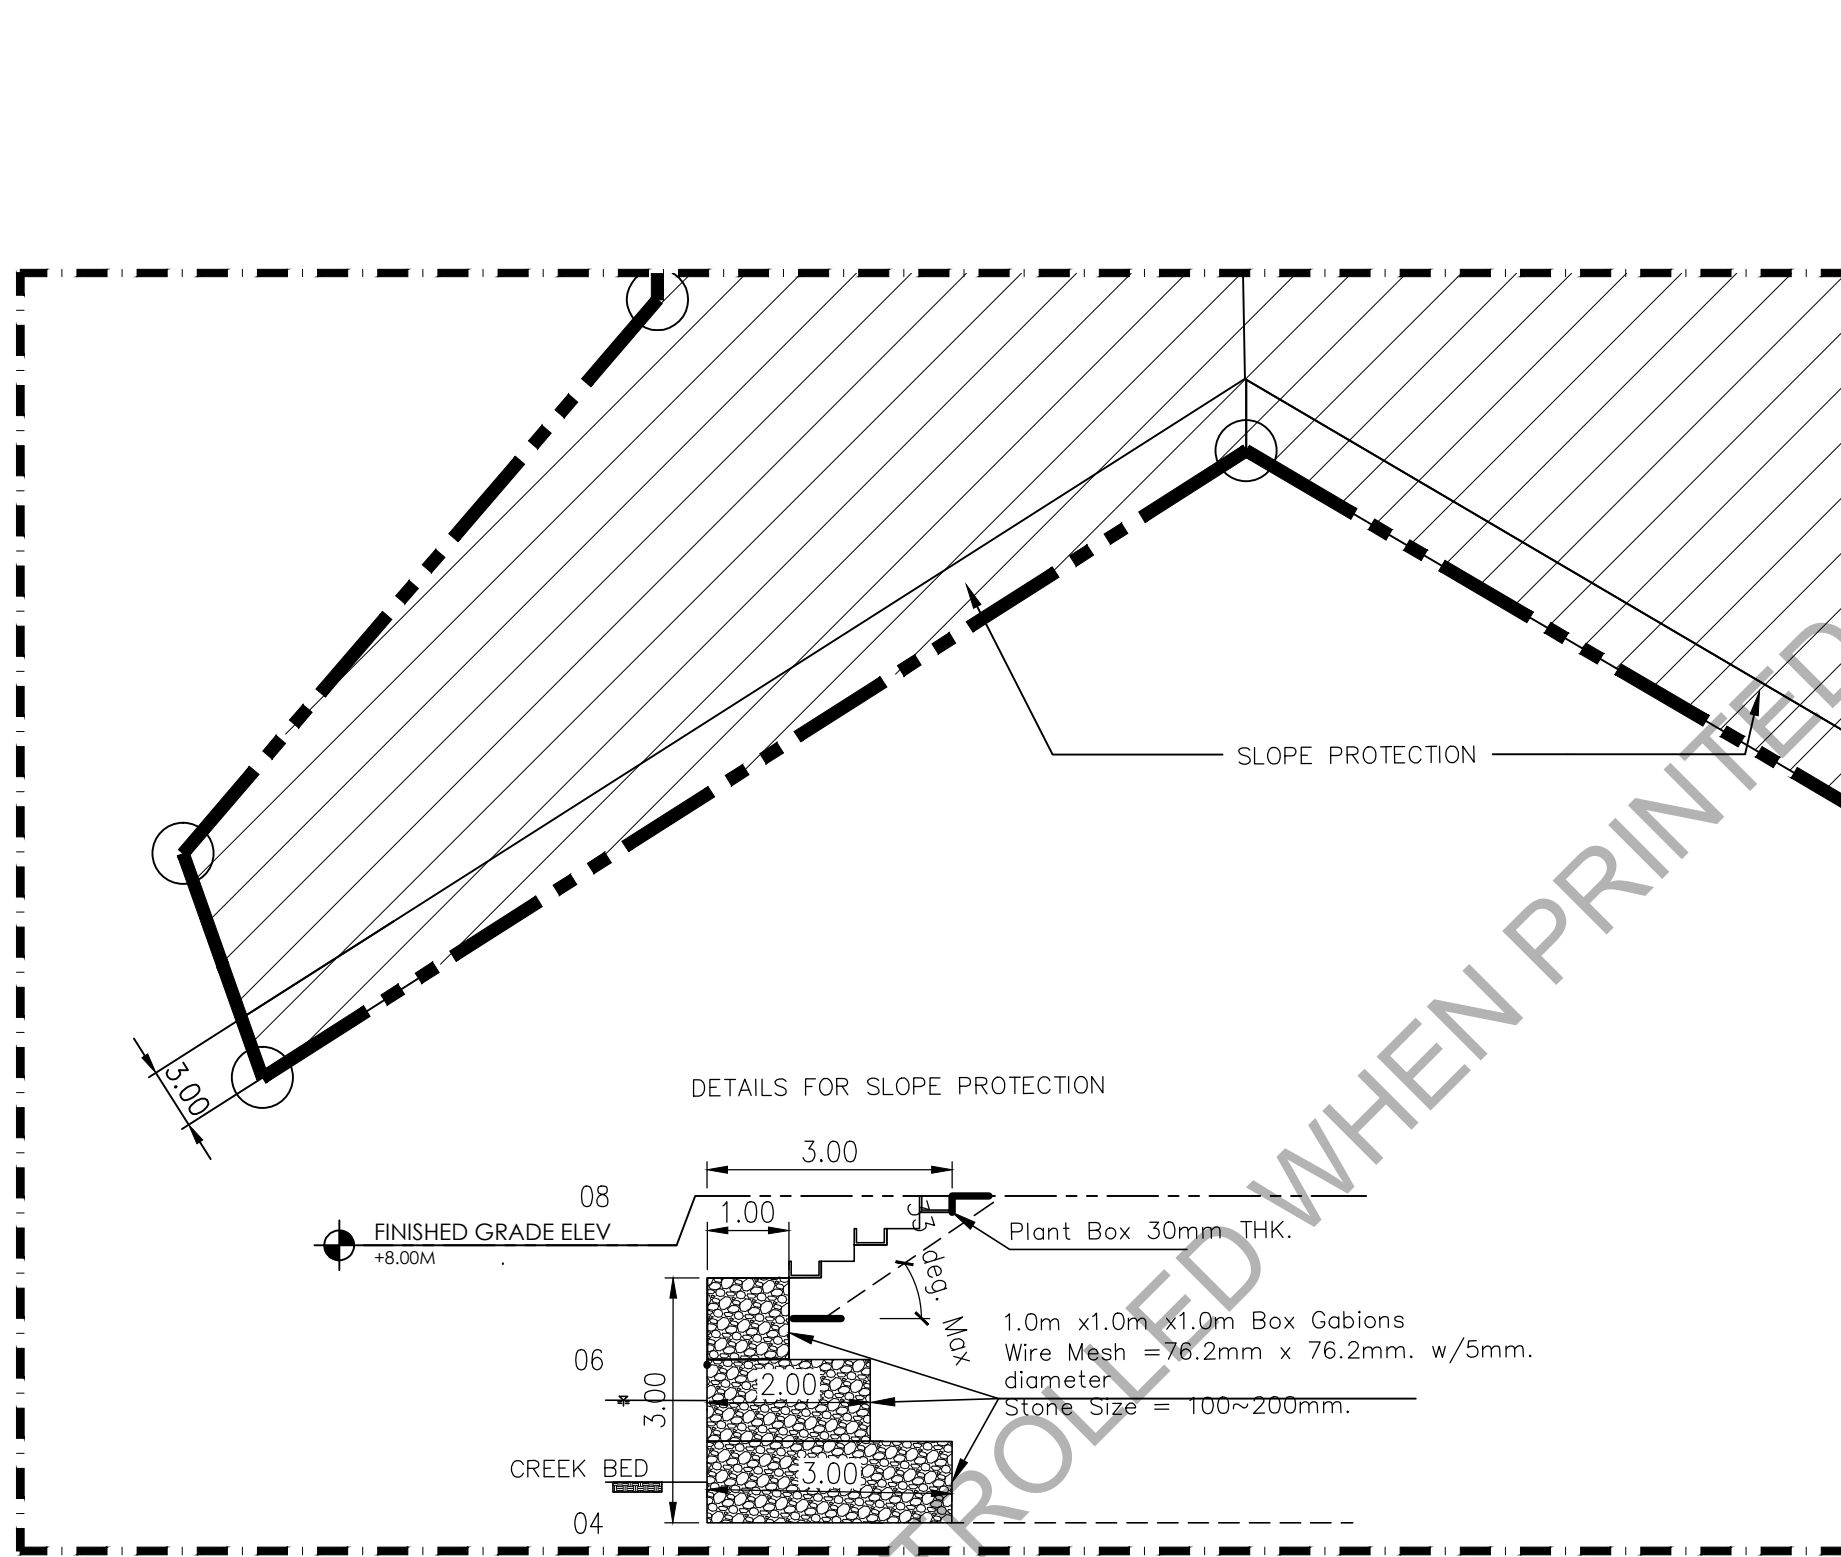 SLOPE PROTECTION
3.00
DETAILS FOR SLOPE PROTECTION
3.00
08
1.00
FINISHED GRADE ELEV
+8.00M
33 deg. Max
Plant Box 30mm THK.
1.0m x1.0m x1.0m Box Gabions
Wire Mesh =76.2mm x 76.2mm. w/5mm.
diameter
Stone Size = 100~200mm.
06
3.00
2.00
CREEK BED
3.00
04
TROLLED WHEN PRINTED